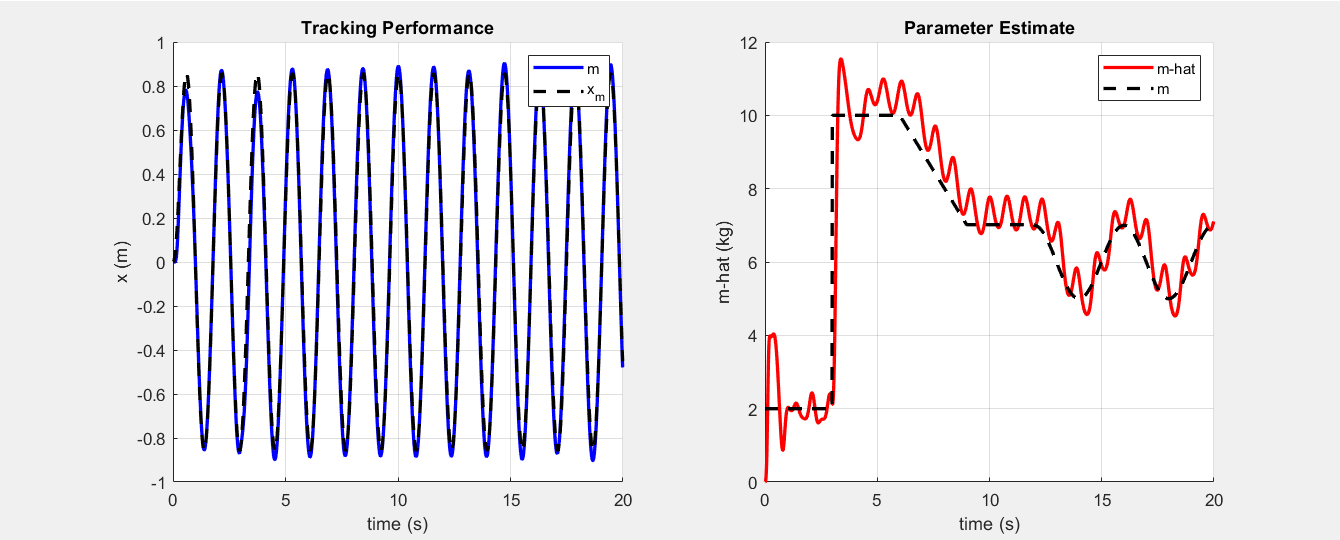 Tracking Performance
1
0.8
0.6
0.4
0.2
0
-0.2
-0.4
-0.6
-0.8
-1
x (m)
0
5
10
15
20
time (s)
m
xm
Parameter Estimate
12
10
8
6
4
2
0
m-hat (kg)
0
5
10
15
20
time (s)
m-hat
m